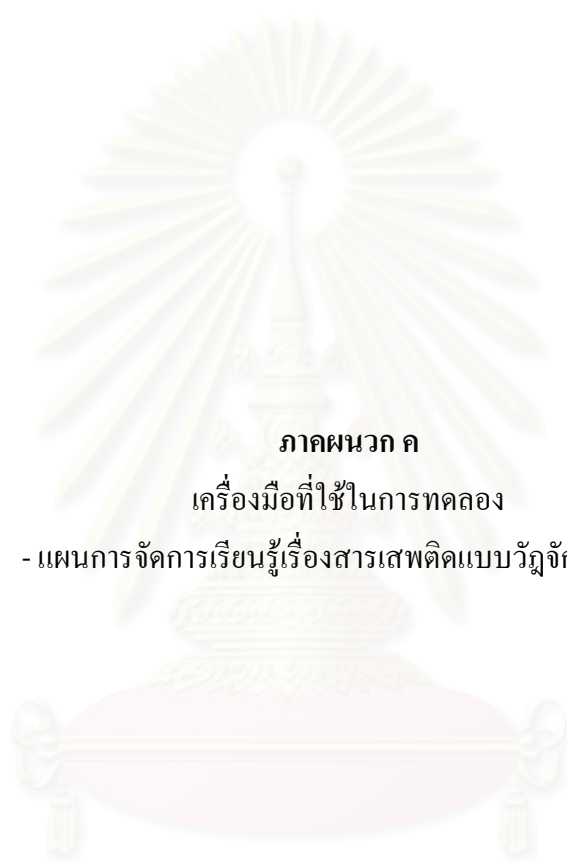 ภาคผนวก ค
เครื่องมือที่ใช้ในการทดลอง
- แผนการจัดการเรียนรู้เรื่องสารเสพติดแบบวัฎจัก